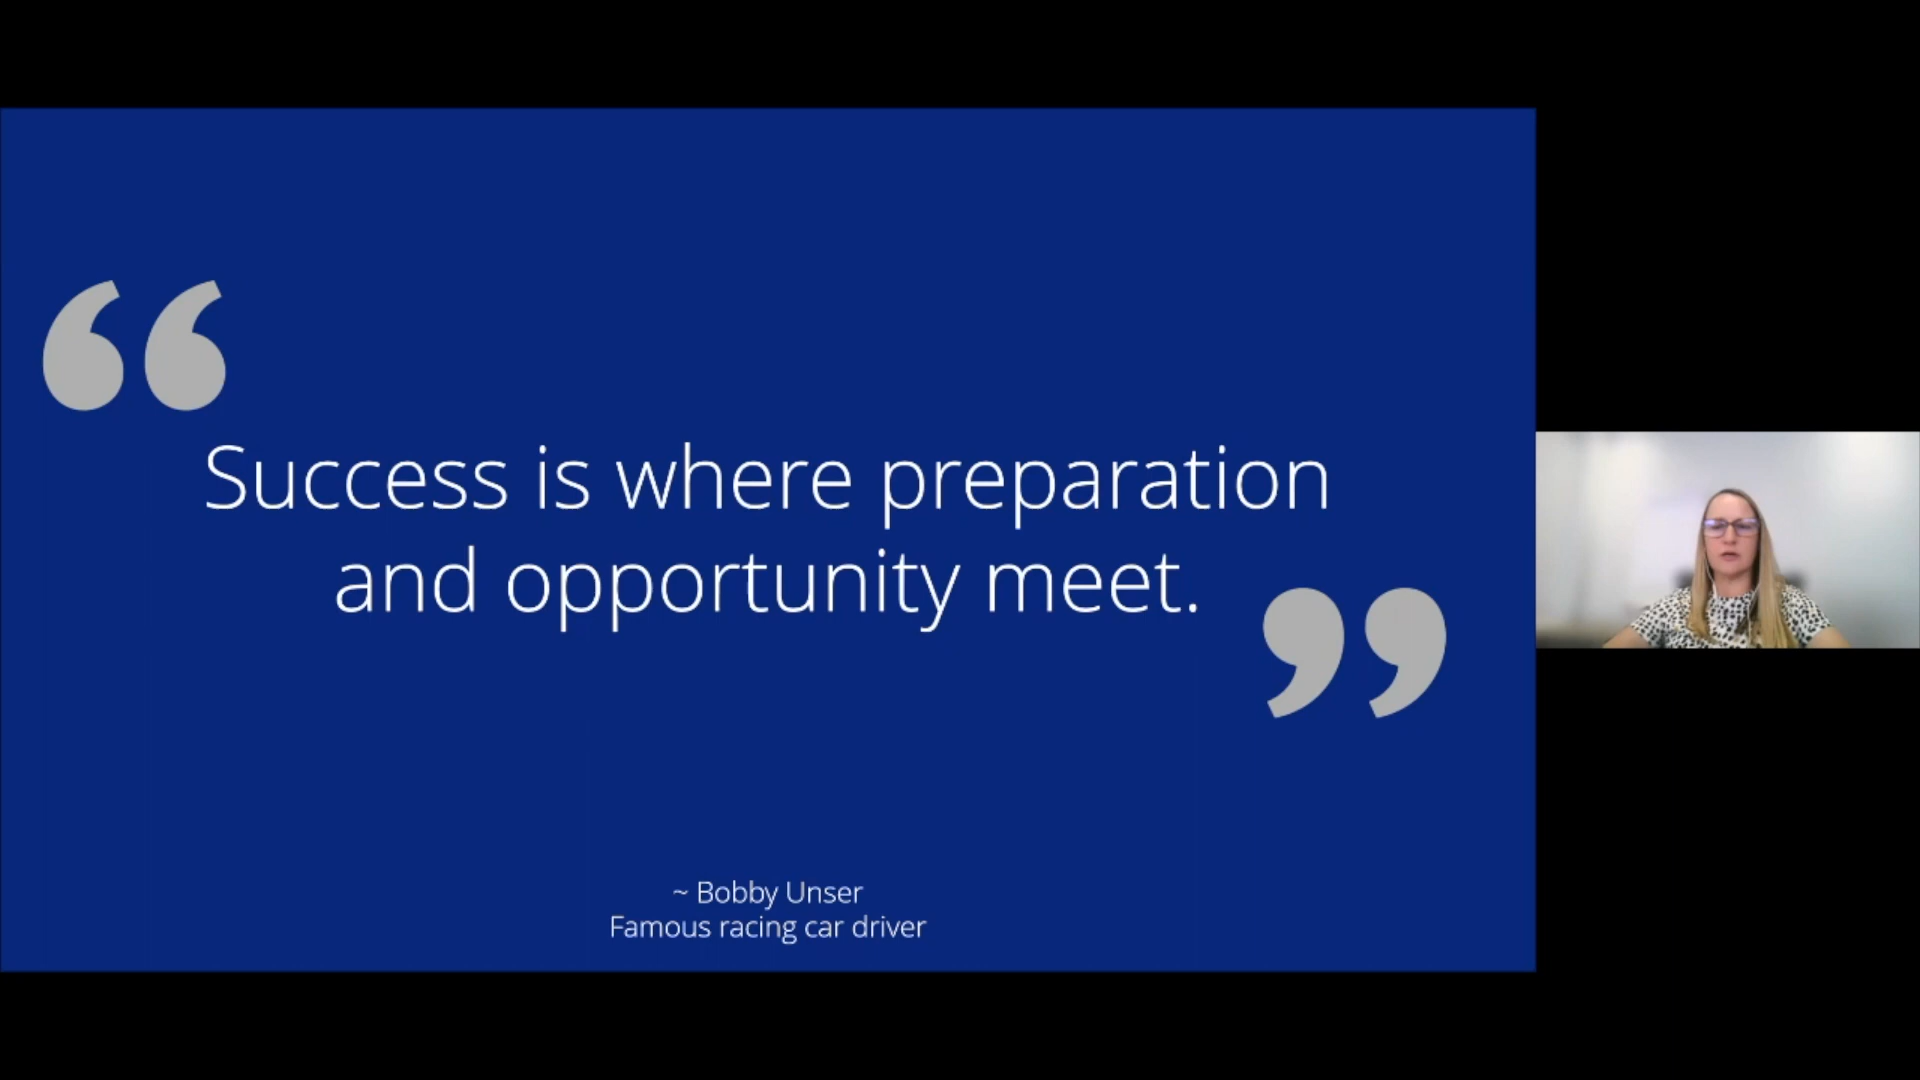 “
Success is where preparation
and opportunity meet.
”
~ Bobby Unser
Famous racing car driver